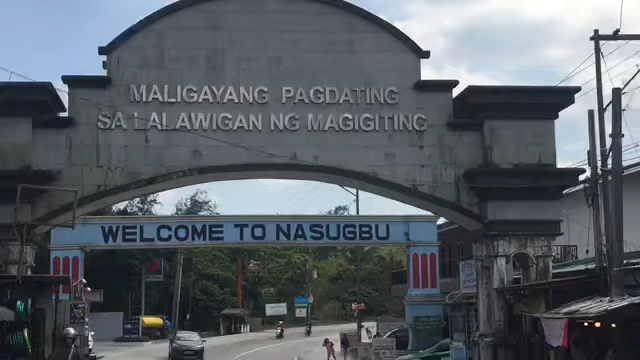 MALIGAYANG PAGDATING
SA LALAWIGAN NG MAGIGITING
WELCOME TO NASUGBU